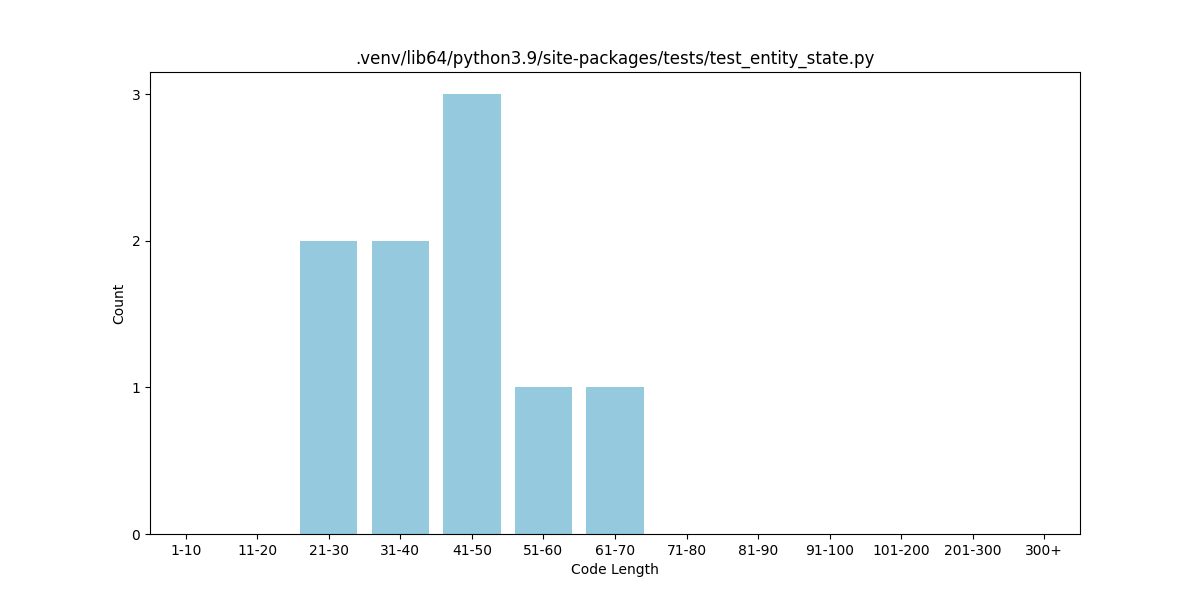 .venv/lib64/python3.9/site-packages/tests/test_entity_state.py
3
2
1
0
Count
1-10 11-20 21-30 31-40 41-50 51-60 61-70 71-80 81-90 91-100 101-200 201-300 300+
Code Length